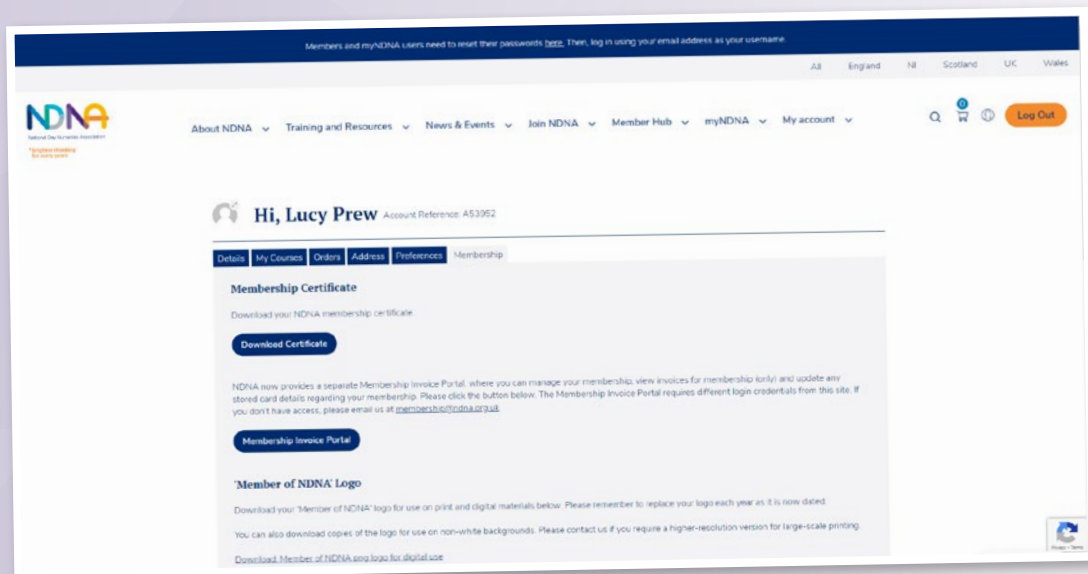 Members and myNDNA users need to reset their passwords here. Then, log in using your email address as your username.
All England NI Scotland UK Wales
NDNA
National Day Nurseries Association
About NDNA Training and Resources News & Events Join NDNA Member Hub myNDNA My account 0 Log Out
Brighter thinking
for early years
Hi, Lucy Prew Account Reference: A53952
Details My Courses Orders Address Preferences Membership
Membership Certificate
Download your NDNA membership certificate.
Download Certificate
NDNA now provides a separate Membership Invoice Portal, where you can manage your membership, view invoices for membership (only) and update any
stored card details regarding your membership. Please click the button below. The Membership Invoice Portal requires different login credentials from this site. If
you don't have access, please email us at membership@ndna.org.uk.
Membership Invoice Portal
'Member of NDNA' Logo
Download your 'Member of NDNA' logo for use on print and digital materials below. Please remember to replace your logo each year as it is now dated.
You can also download copies of the logo for use on non-white backgrounds. Please contact us if you require a higher-resolution version for large-scale printing.
Download: Member of NDNA png logo for digital use
Privacy - Terms